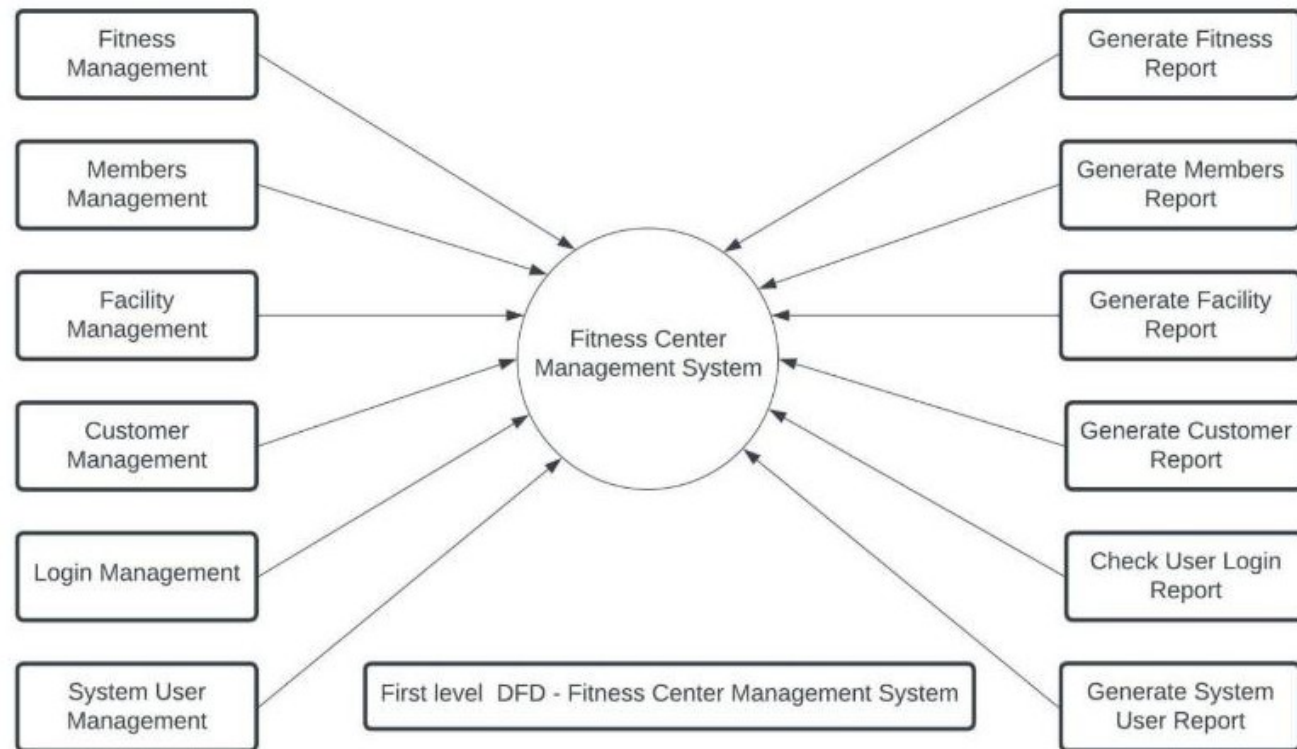 Fitness
Management
Members
Management
Facility
Management
Customer
Management
Login Management
System User
Management
Fitness Center
Management System
First level DFD - Fitness Center Management System
Generate Fitness
Report
Generate Members
Report
Generate Facility
Report
Generate Customer
Report
Check User Login
Report
Generate System
User Report